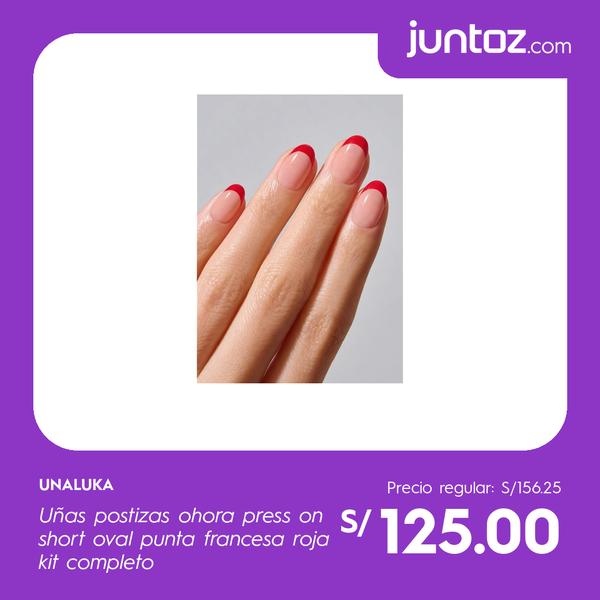 juntoz.com
UNALUKA
Uñas postizas ohora press on
short oval punta francesa roja
kit completo
Precio regular: S/156.25
S/125.00